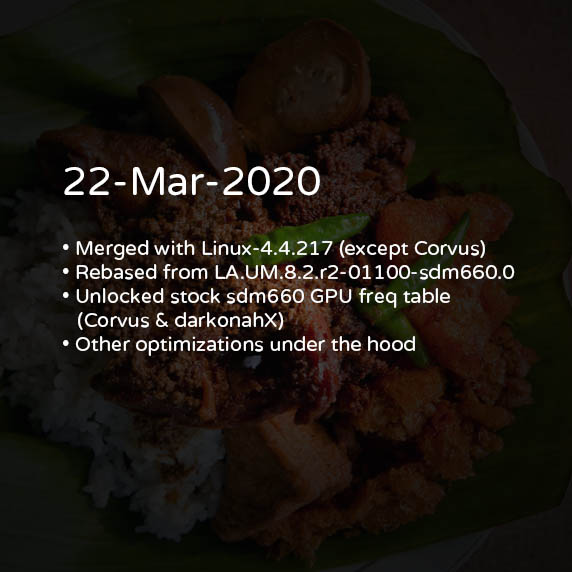 22-Mar-2020
• Merged with Linux-4.4.217 (except Corvus)
• Rebased from LA.UM.8.2.r2-01100-sdm660.0
• Unlocked stock sdm660 GPU freq table
(Corvus & darkonahX)
• Other optimizations under the hood